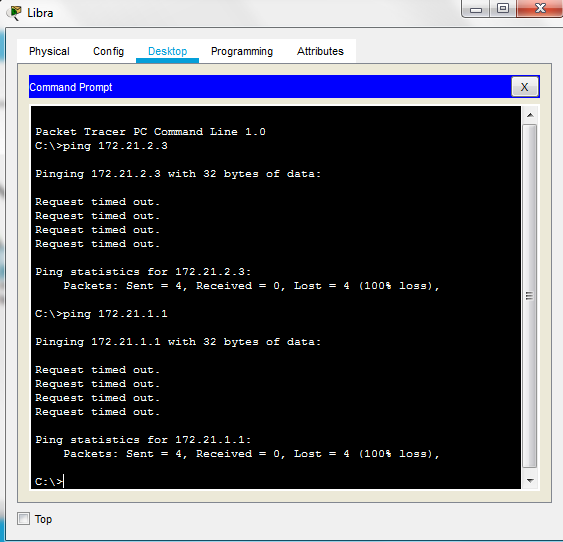 Libra
Physical Config Desktop Programming Attributes
Command Prompt X
Packet Tracer PC Command Line 1.0
C:\>ping 172.21.2.3
Pinging 172.21.2.3 with 32 bytes of data:
Request timed out.
Request timed out.
Request timed out.
Request timed out.
Ping statistics for 172.21.2.3:
    Packets: Sent = 4, Received = 0, Lost = 4 (100% loss),
C:\>ping 172.21.1.1
Pinging 172.21.1.1 with 32 bytes of data:
Request timed out.
Request timed out.
Request timed out.
Request timed out.
Ping statistics for 172.21.1.1:
    Packets: Sent = 4, Received = 0, Lost = 4 (100% loss),
C:\>
Top